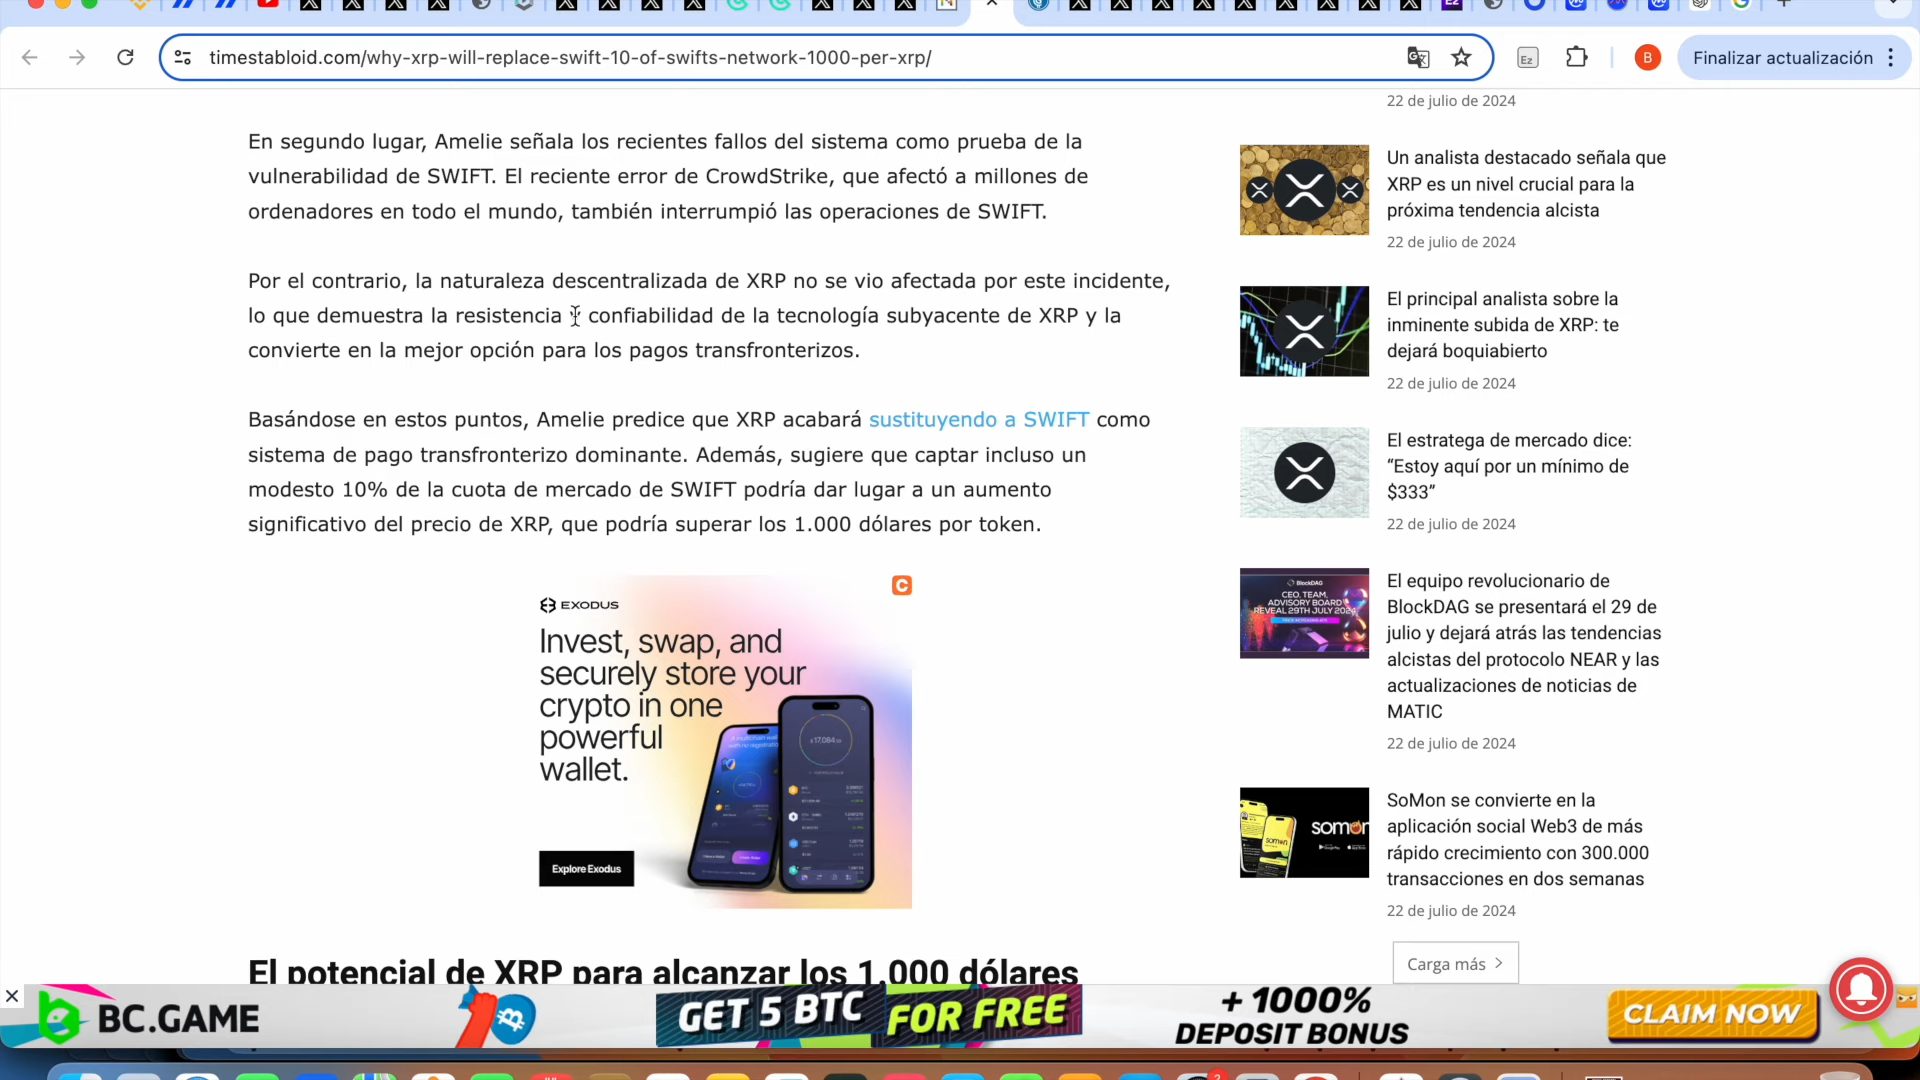 timestabloid.com/why-xrp-will-replace-swift-10-of-swifts-network-1000-per-xrp/
Ez
B
Finalizar actualización
En segundo lugar, Amelie señala los recientes fallos del sistema como prueba de la
vulnerabilidad de SWIFT. El reciente error de CrowdStrike, que afectó a millones de
ordenadores en todo el mundo, también interrumpió las operaciones de SWIFT.
Por el contrario, la naturaleza descentralizada de XRP no se vio afectada por este incidente,
lo que demuestra la resistencia y confiabilidad de la tecnología subyacente de XRP y la
convierte en la mejor opción para los pagos transfronterizos.
Basándose en estos puntos, Amelie predice que XRP acabará sustituyendo a SWIFT como
sistema de pago transfronterizo dominante. Además, sugiere que captar incluso un
modesto 10% de la cuota de mercado de SWIFT podría dar lugar a un aumento
significativo del precio de XRP, que podría superar los 1.000 dólares por token.
EXODUS
Invest, swap, and
securely store your
crypto in one
powerful
wallet.
Explore Exodus
El potencial de XRP para alcanzar los 1.000 dólares
22 de julio de 2024
Un analista destacado señala que
XRP es un nivel crucial para la
próxima tendencia alcista
22 de julio de 2024
El principal analista sobre la
inminente subida de XRP: te
dejará boquiabierto
22 de julio de 2024
El estratega de mercado dice:
“Estoy aquí por un mínimo de
$333”
22 de julio de 2024
BlockDAG
CEO, TEAM,
ADVISORY BOARD
REVEAL 29TH JULY 2024
El equipo revolucionario de
BlockDAG se presentará el 29 de
julio y dejará atrás las tendencias
alcistas del protocolo NEAR y las
actualizaciones de noticias de
MATIC
22 de julio de 2024
somon
SoMon se convierte en la
aplicación social Web3 de más
rápido crecimiento con 300.000
transacciones en dos semanas
22 de julio de 2024
Carga más
BC.GAME
GET 5 BTC FOR FREE
+ 1000%
DEPOSIT BONUS
CLAIM NOW